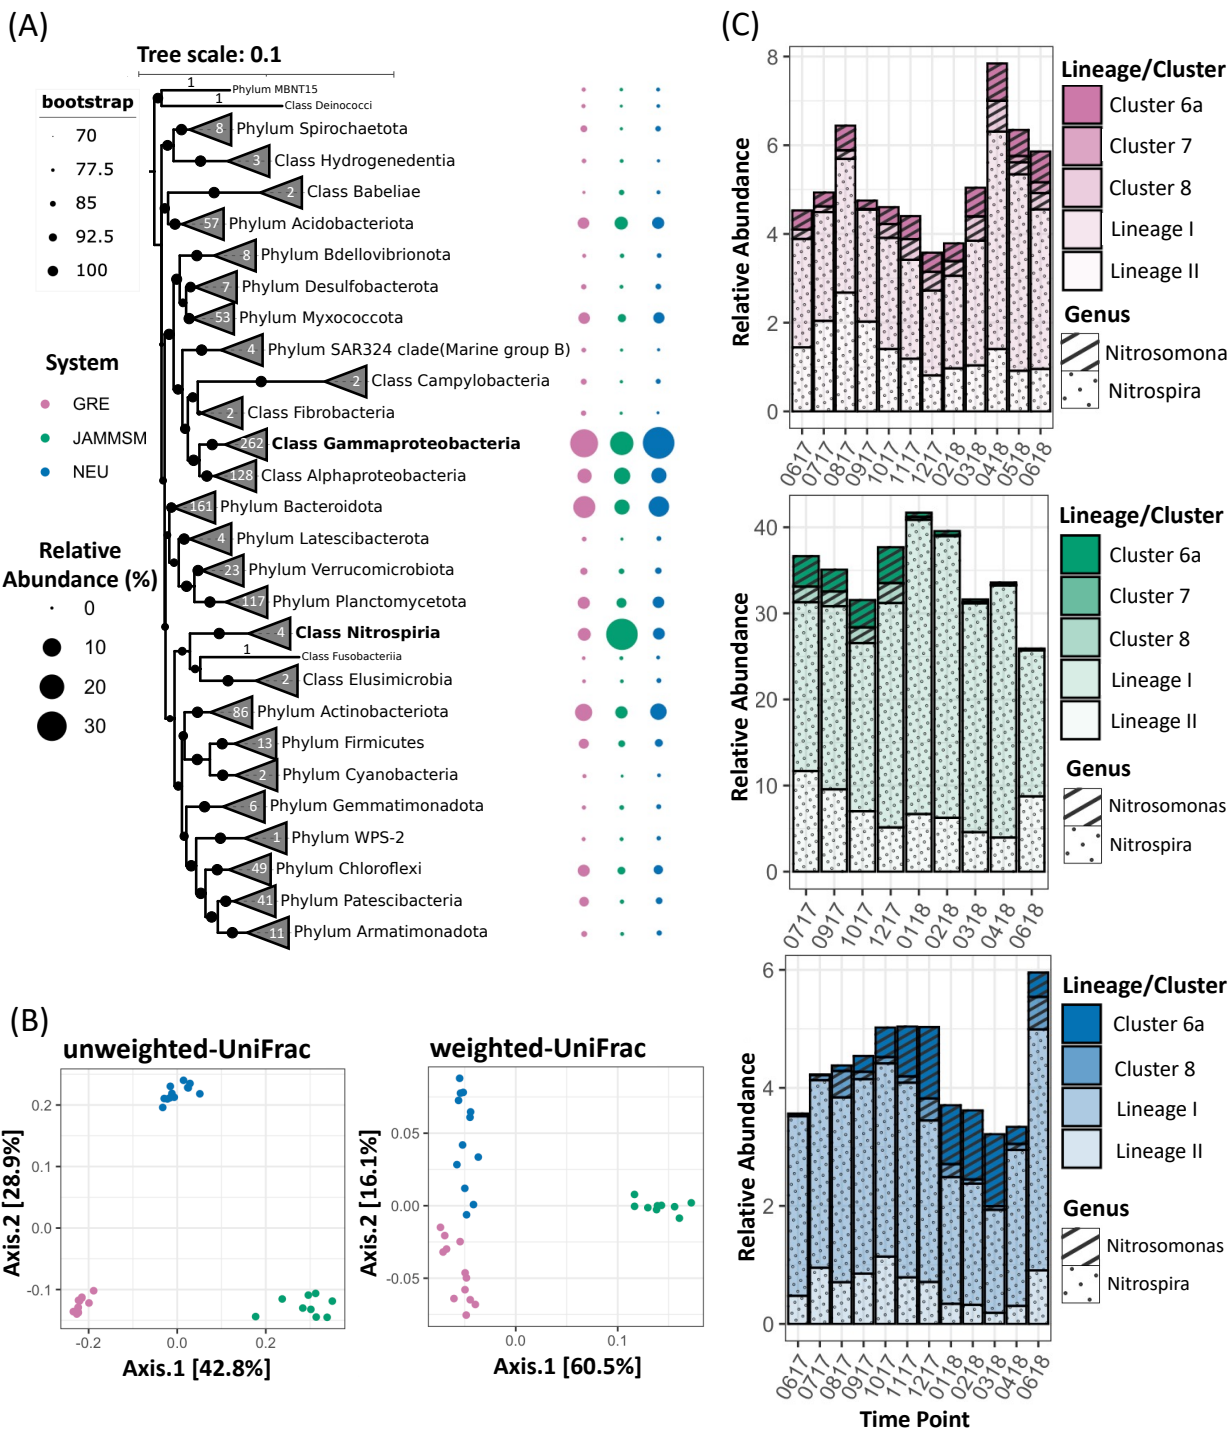 (A)
Tree scale: 0.1
bootstrap
70
77.5
85
92.5
100
System
GRE
JAMMSM
NEU
Relative
Abundance (%)
0
10
20
30
1 Phylum MBNT15
1 Class Deinococci
8 Phylum Spirochaetota
3 Class Hydrogenedentia
2 Class Babeliae
57 Phylum Acidobacteriota
8 Phylum Bdellovibrionota
7 Phylum Desulfobacterota
53 Phylum Myxococcota
4 Phylum SAR324 clade(Marine group B)
2 Class Campylobacteria
2 Class Fibrobacteria
262 Class Gammaproteobacteria
128 Class Alphaproteobacteria
161 Phylum Bacteroidota
4 Phylum Latescibacterota
23 Phylum Verrucomicrobiota
117 Phylum Planctomycetota
4 Class Nitrospiria
1 Class Fusobacteriia
2 Class Elusimicrobia
86 Phylum Actinobacteriota
13 Phylum Firmicutes
2 Phylum Cyanobacteria
6 Phylum Gemmatimonadota
1 Phylum WPS-2
49 Phylum Chloroflexi
41 Phylum Patescibacteria
11 Phylum Armatimonadota
(B)
unweighted-UniFrac
Axis.2 [28.9%]
0.2
0.1
0.0
-0.1
-0.2 0.0 0.2
Axis.1 [42.8%]
weighted-UniFrac
Axis.2 [16.1%]
0.05
0.00
-0.05
0.0 0.1
Axis.1 [60.5%]
(C)
Relative Abundance
8
6
4
2
0
0617 0717 0817 0917 1017 1117 1217 0218 0318 0418 0518 0618
Lineage/Cluster
Cluster 6a
Cluster 7
Cluster 8
Lineage I
Lineage II
Genus
Nitrosomona
Nitrospira
Relative Abundance
40
30
20
10
0
0717 0917 1017 1217 0118 0218 0318 0418 0618
Lineage/Cluster
Cluster 6a
Cluster 7
Cluster 8
Lineage I
Lineage II
Genus
Nitrosomonas
Nitrospira
Relative Abundance
6
4
2
0
0617 0717 0817 0917 1017 1117 1217 0118 0218 0318 0418 0618
Time Point
Lineage/Cluster
Cluster 6a
Cluster 8
Lineage I
Lineage II
Genus
Nitrosomonas
Nitrospira